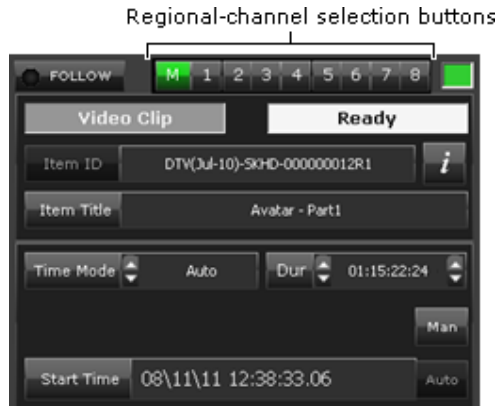 Regional-channel selection buttons
FOLLOW M 1 2 3 4 5 6 7 8
Video Clip Ready
Item ID DTV(Jul-10)-SKHD-000000012R1 i
Item Title Avatar - Part1
Time Mode Auto Dur 01:15:22:24
Man
Start Time 08\11\11 12:38:33.06 Auto